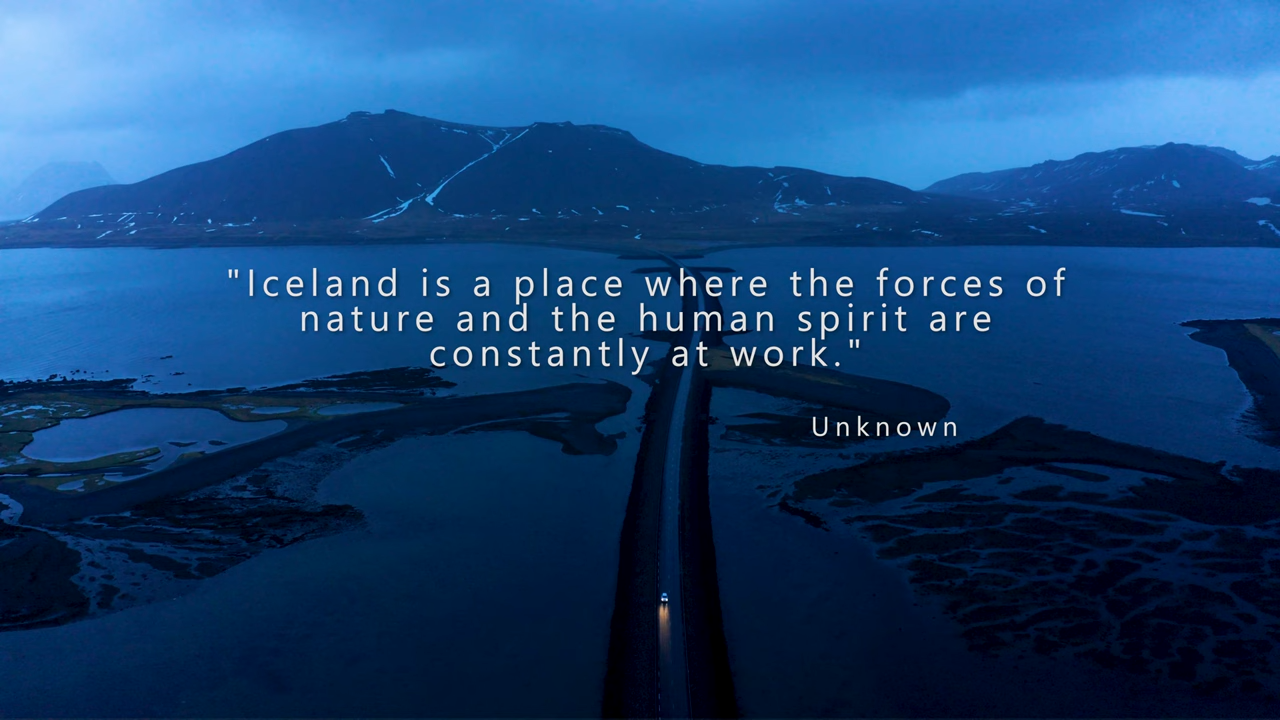 "Iceland is a place where the forces of
nature and the human spirit are
constantly at work."
Unknown